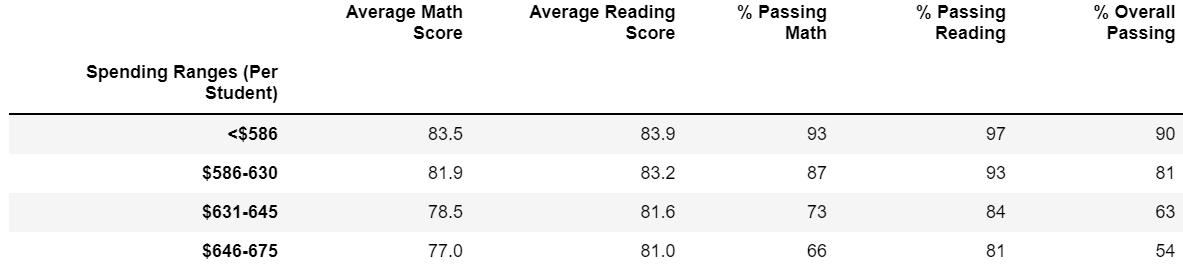 Average Math Score Average Reading Score % Passing Math % Passing Reading % Overall Passing
Spending Ranges (Per Student)
<$586 83.5 83.9 93 97 90
$586-630 81.9 83.2 87 93 81
$631-645 78.5 81.6 73 84 63
$646-675 77.0 81.0 66 81 54